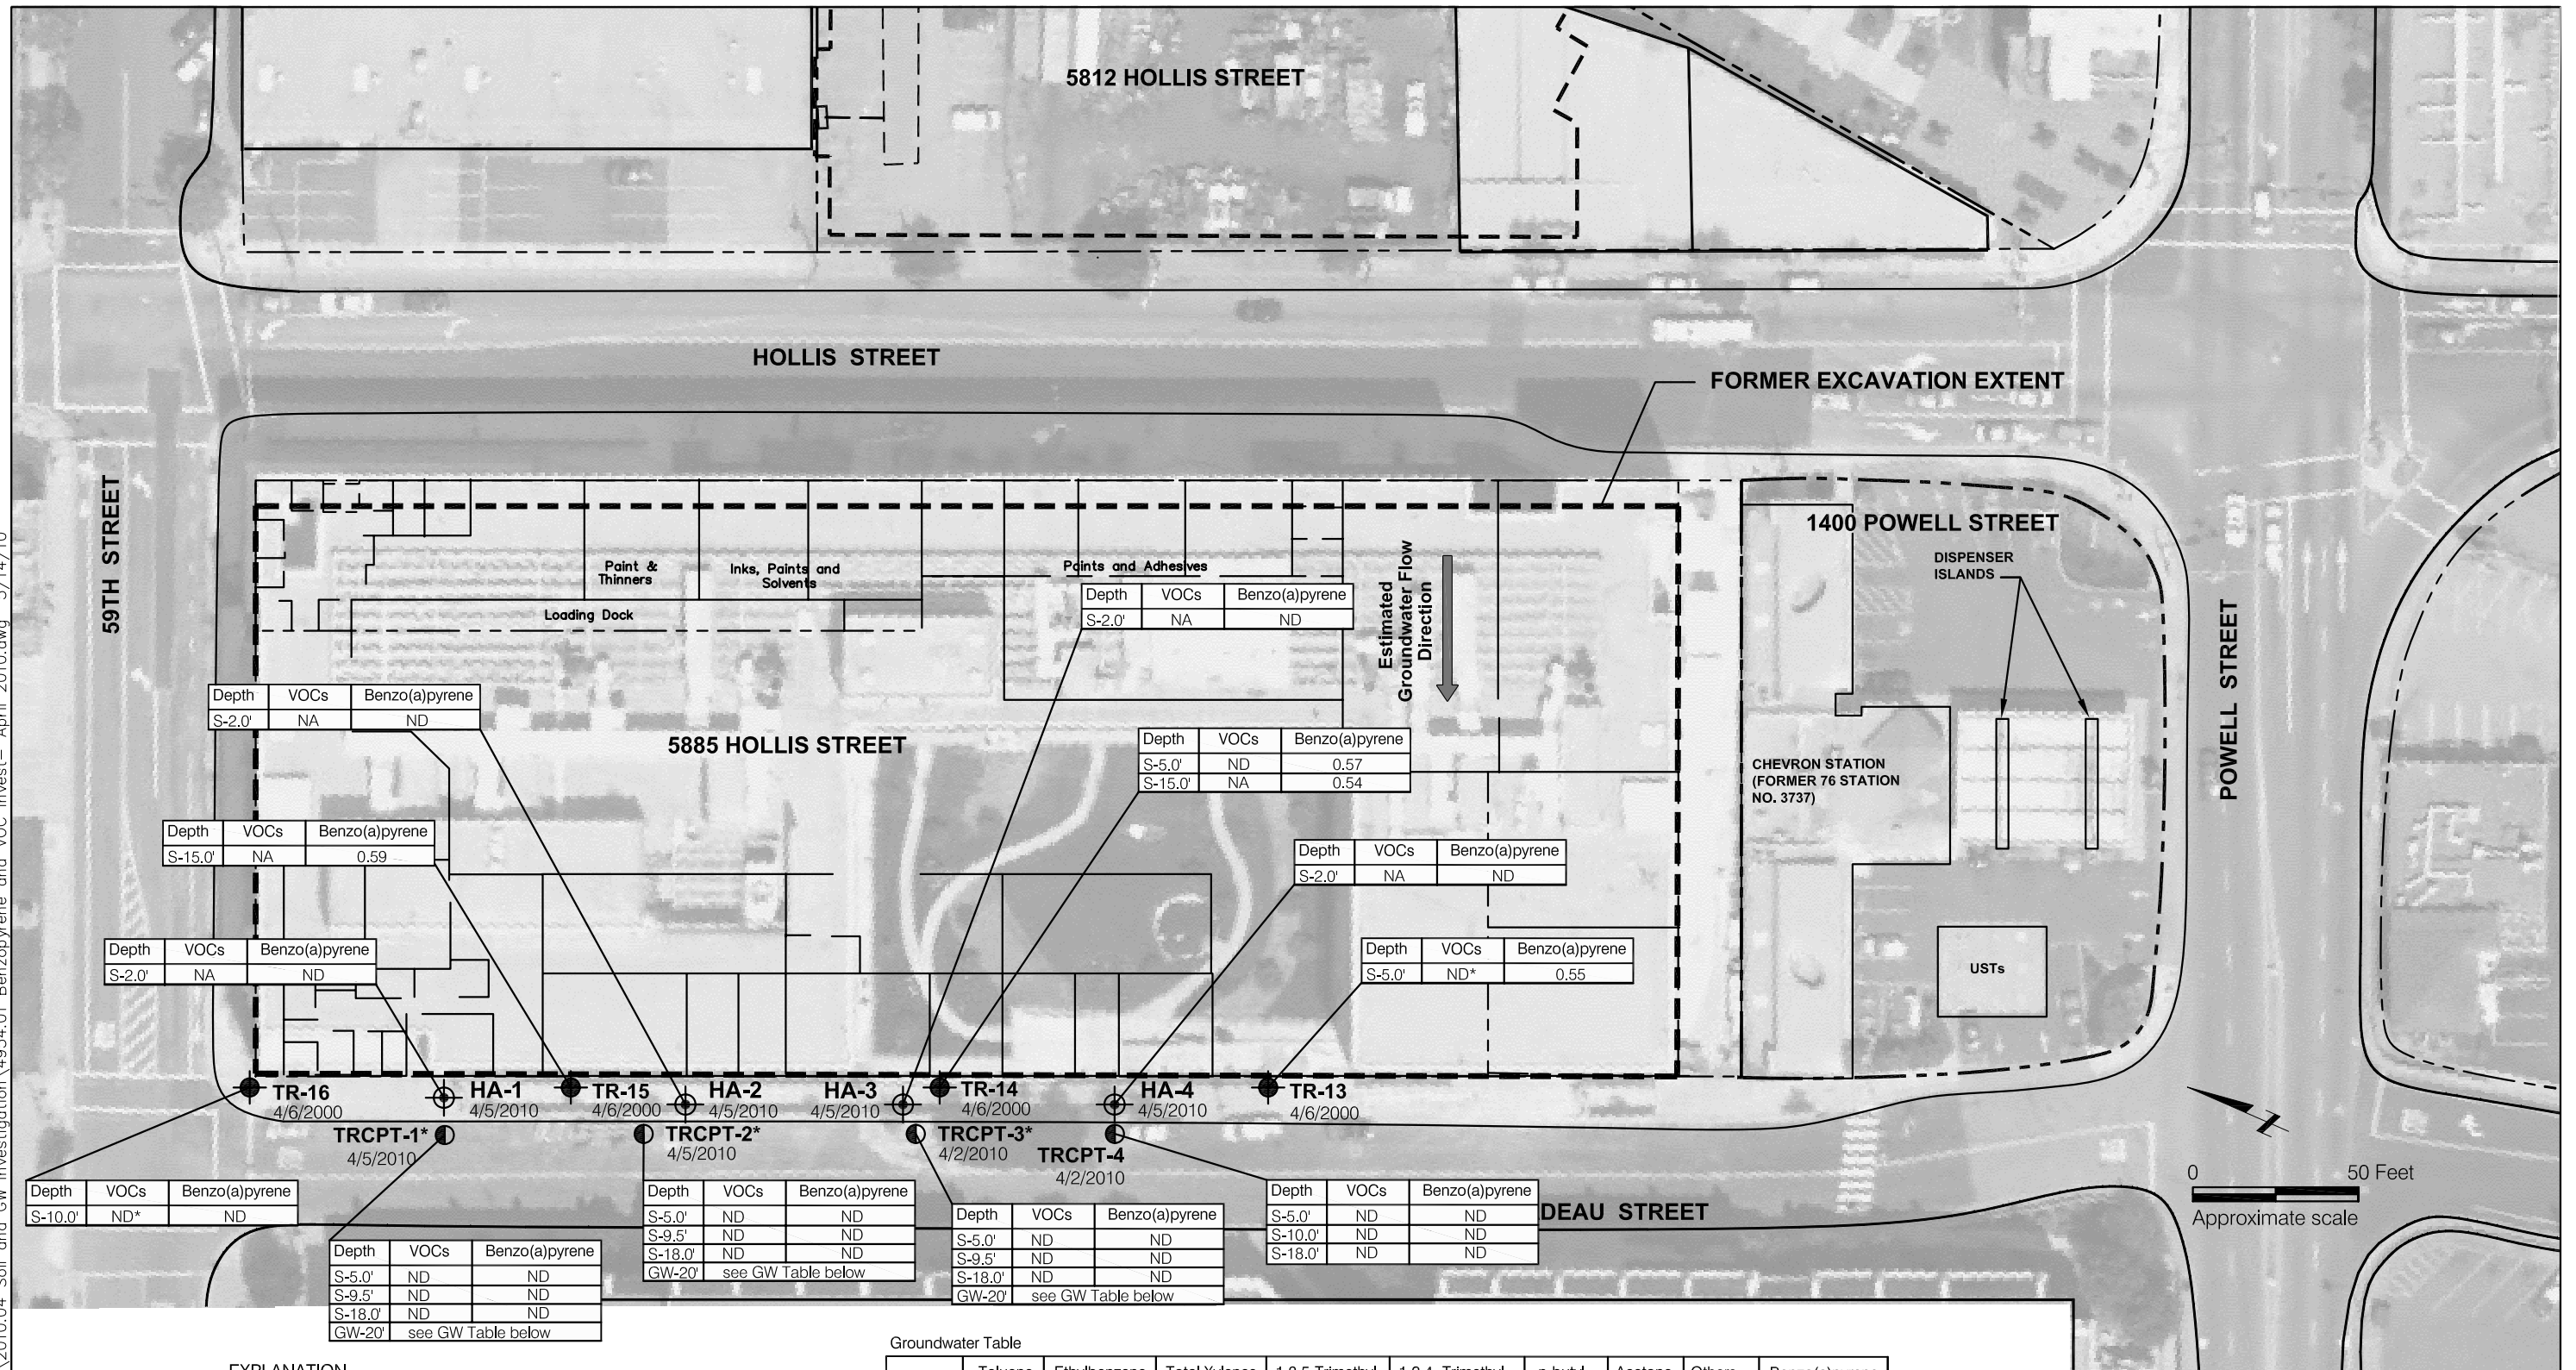 5812 HOLLIS STREET
HOLLIS STREET
FORMER EXCAVATION EXTENT
59TH STREET
1400 POWELL STREET
DISPENSER
ISLANDS
POWELL STREET
Paint &
Thinners
Inks, Paints and
Solvents
Paints and Adhesives
Loading Dock
Estimated
Groundwater Flow
Direction
Depth VOCs Benzo(a)pyrene
S-2.0' NA ND
Depth VOCs Benzo(a)pyrene
S-2.0' NA ND
5885 HOLLIS STREET
Depth VOCs Benzo(a)pyrene
S-5.0' ND 0.57
S-15.0' NA 0.54
CHEVRON STATION
(FORMER 76 STATION
NO. 3737)
Depth VOCs Benzo(a)pyrene
S-15.0' NA 0.59
Depth VOCs Benzo(a)pyrene
S-2.0' NA ND
Depth VOCs Benzo(a)pyrene
S-2.0' NA ND
Depth VOCs Benzo(a)pyrene
S-5.0' ND* 0.55
USTs
TR-16
4/6/2000
HA-1
4/5/2010
TR-15
4/6/2000
HA-2
4/5/2010
HA-3
4/5/2010
TR-14
4/6/2000
HA-4
4/5/2010
TR-13
4/6/2000
TRCPT-1*
4/5/2010
TRCPT-2*
4/5/2010
TRCPT-3*
4/2/2010
TRCPT-4
4/2/2010
0 50 Feet
Approximate scale
DEAU STREET
Depth VOCs Benzo(a)pyrene
S-10.0' ND* ND
Depth VOCs Benzo(a)pyrene
S-5.0' ND ND
S-9.5' ND ND
S-18.0' ND ND
GW-20' see GW Table below
Depth VOCs Benzo(a)pyrene
S-5.0' ND ND
S-9.5' ND ND
S-18.0' ND ND
GW-20' see GW Table below
Depth VOCs Benzo(a)pyrene
S-5.0' ND ND
S-9.5' ND ND
S-18.0' ND ND
GW-20' see GW Table below
Depth VOCs Benzo(a)pyrene
S-5.0' ND ND
S-10.0' ND ND
S-18.0' ND ND
Groundwater Table
EXPLANATION